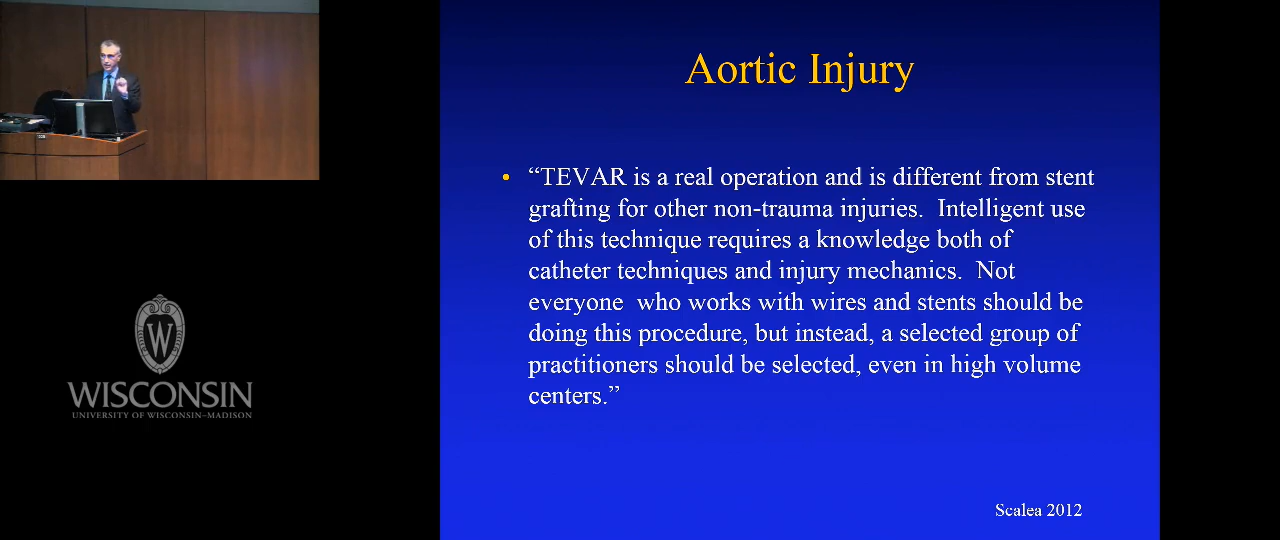 Aortic Injury
• “TEVAR is a real operation and is different from stent
grafting for other non-trauma injuries.  Intelligent use
of this technique requires a knowledge both of
catheter techniques and injury mechanics.  Not
everyone  who works with wires and stents should be
doing this procedure, but instead, a selected group of
practitioners should be selected, even in high volume
centers.”
Scalea 2012
W
WISCONSIN
UNIVERSITY OF WISCONSIN–MADISON